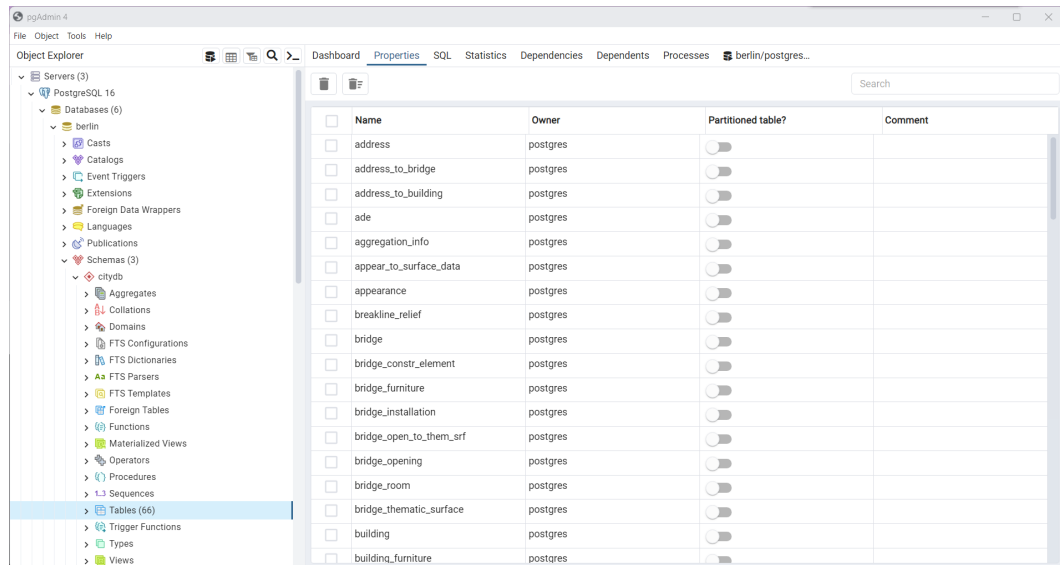 pgAdmin 4
File Object Tools Help
Object Explorer
Dashboard Properties SQL Statistics Dependencies Dependents Processes berlin/postgres...
Servers (3)
PostgreSQL 16
Databases (6)
berlin
Casts
Catalogs
Event Triggers
Extensions
Foreign Data Wrappers
Languages
Publications
Schemas (3)
citydb
Aggregates
Collations
Domains
FTS Configurations
FTS Dictionaries
Aa FTS Parsers
FTS Templates
Foreign Tables
Functions
Materialized Views
Operators
Procedures
1..3 Sequences
Tables (66)
Trigger Functions
Types
Views
Search
Name Owner Partitioned table? Comment
address postgres
address_to_bridge postgres
address_to_building postgres
ade postgres
aggregation_info postgres
appear_to_surface_data postgres
appearance postgres
breakline_relief postgres
bridge postgres
bridge_constr_element postgres
bridge_furniture postgres
bridge_installation postgres
bridge_open_to_them_srf postgres
bridge_opening postgres
bridge_room postgres
bridge_thematic_surface postgres
building postgres
building_furniture postgres